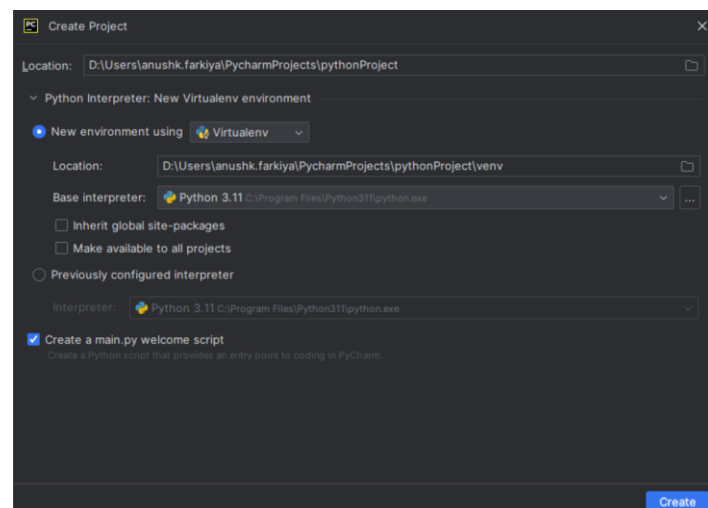 PC
Create Project
Location: D:\Users\anushk.farkiya\PycharmProjects\pythonProject
Python Interpreter: New Virtualenv environment
New environment using Virtualenv
Location: D:\Users\anushk.farkiya\PycharmProjects\pythonProject\venv
Base interpreter: Python 3.11 C:\Program Files\Python311\python.exe ...
Inherit global site-packages
Make available to all projects
Previously configured interpreter
Interpreter: Python 3.11 C:\Program Files\Python311\python.exe
Create a main.py welcome script
Create a Python script that provides an entry point to coding in PyCharm.
Create